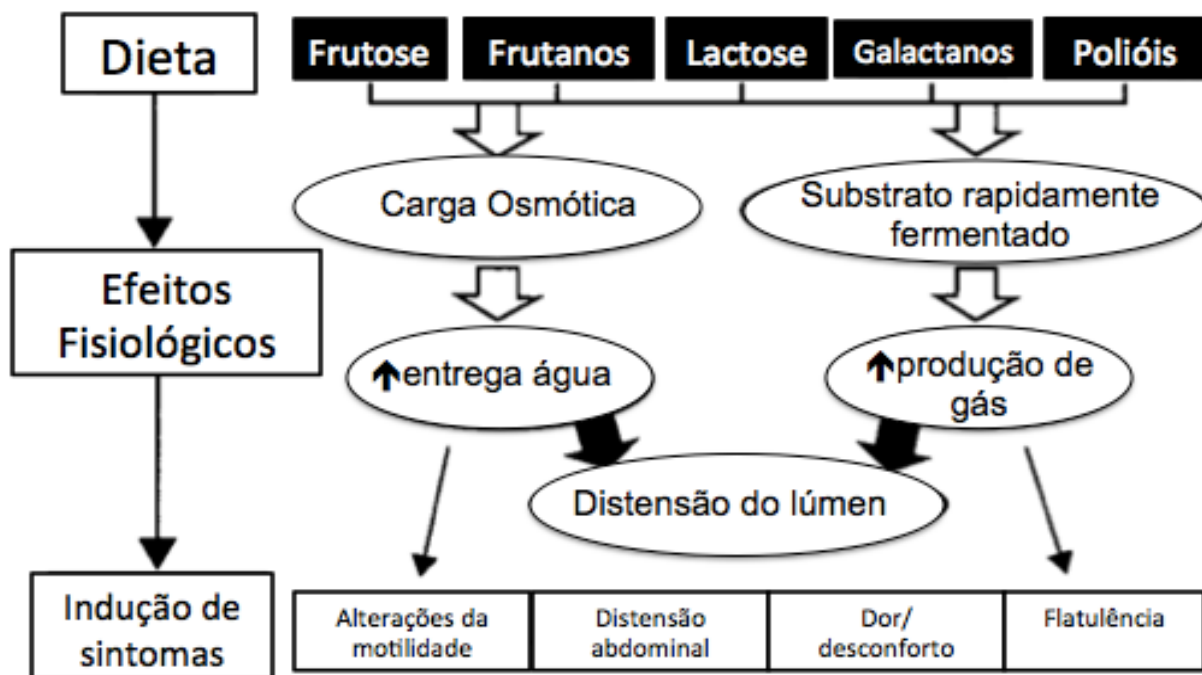 Dieta
Frutose
Frutanos
Lactose
Galactanos
Polióis
Carga Osmótica
Substrato rapidamente
fermentado
Efeitos
Fisiológicos
↑entrega água
↑produção de
gás
Distensão do lúmen
Indução de
sintomas
Alterações da
motilidade
Distensão
abdominal
Dor/
desconforto
Flatulência